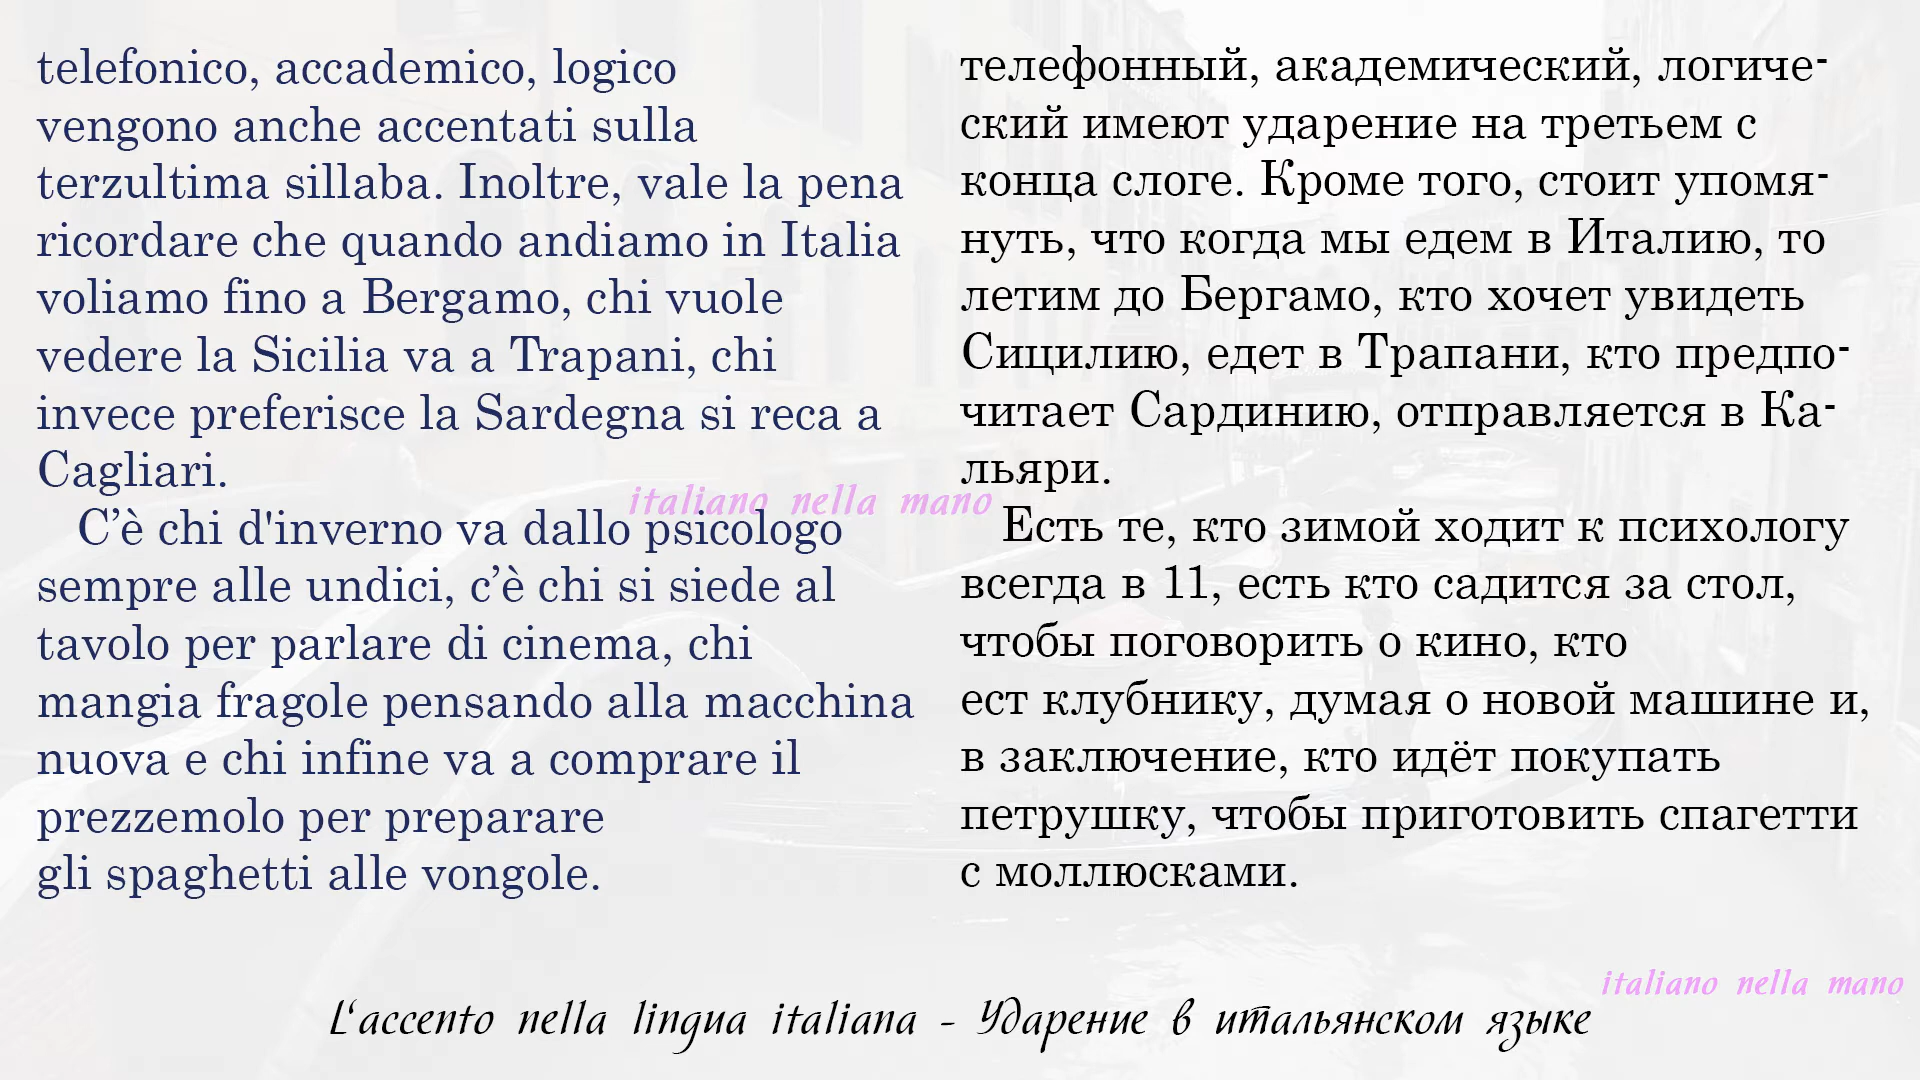 telefonico, accademico, logico
vengono anche accentati sulla
terzultima sillaba. Inoltre, vale la pena
ricordare che quando andiamo in Italia
voliamo fino a Bergamo, chi vuole
vedere la Sicilia va a Trapani, chi
invece preferisce la Sardegna si reca a
Cagliari.
C’è chi d'inverno va dallo psicologo
sempre alle undici, c’è chi si siede al
tavolo per parlare di cinema, chi
mangia fragole pensando alla macchina
nuova e chi infine va a comprare il
prezzemolo per preparare
gli spaghetti alle vongole.
телефонный, академический, логиче-
ский имеют ударение на третьем с
конца слоге. Кроме того, стоит упомя-
нуть, что когда мы едем в Италию, то
летим до Бергамо, кто хочет увидеть
Сицилию, едет в Трапани, кто предпо-
читает Сардинию, отправляется в Ка-
льяри.
Есть те, кто зимой ходит к психологу
всегда в 11, есть кто садится за стол,
чтобы поговорить о кино, кто
ест клубнику, думая о новой машине и,
в заключение, кто идёт покупать
петрушку, чтобы приготовить спагетти
с моллюсками.
italiano nella mano
italiano nella mano
L‘accento nella lingua italiana - Ударение в итальянском языке